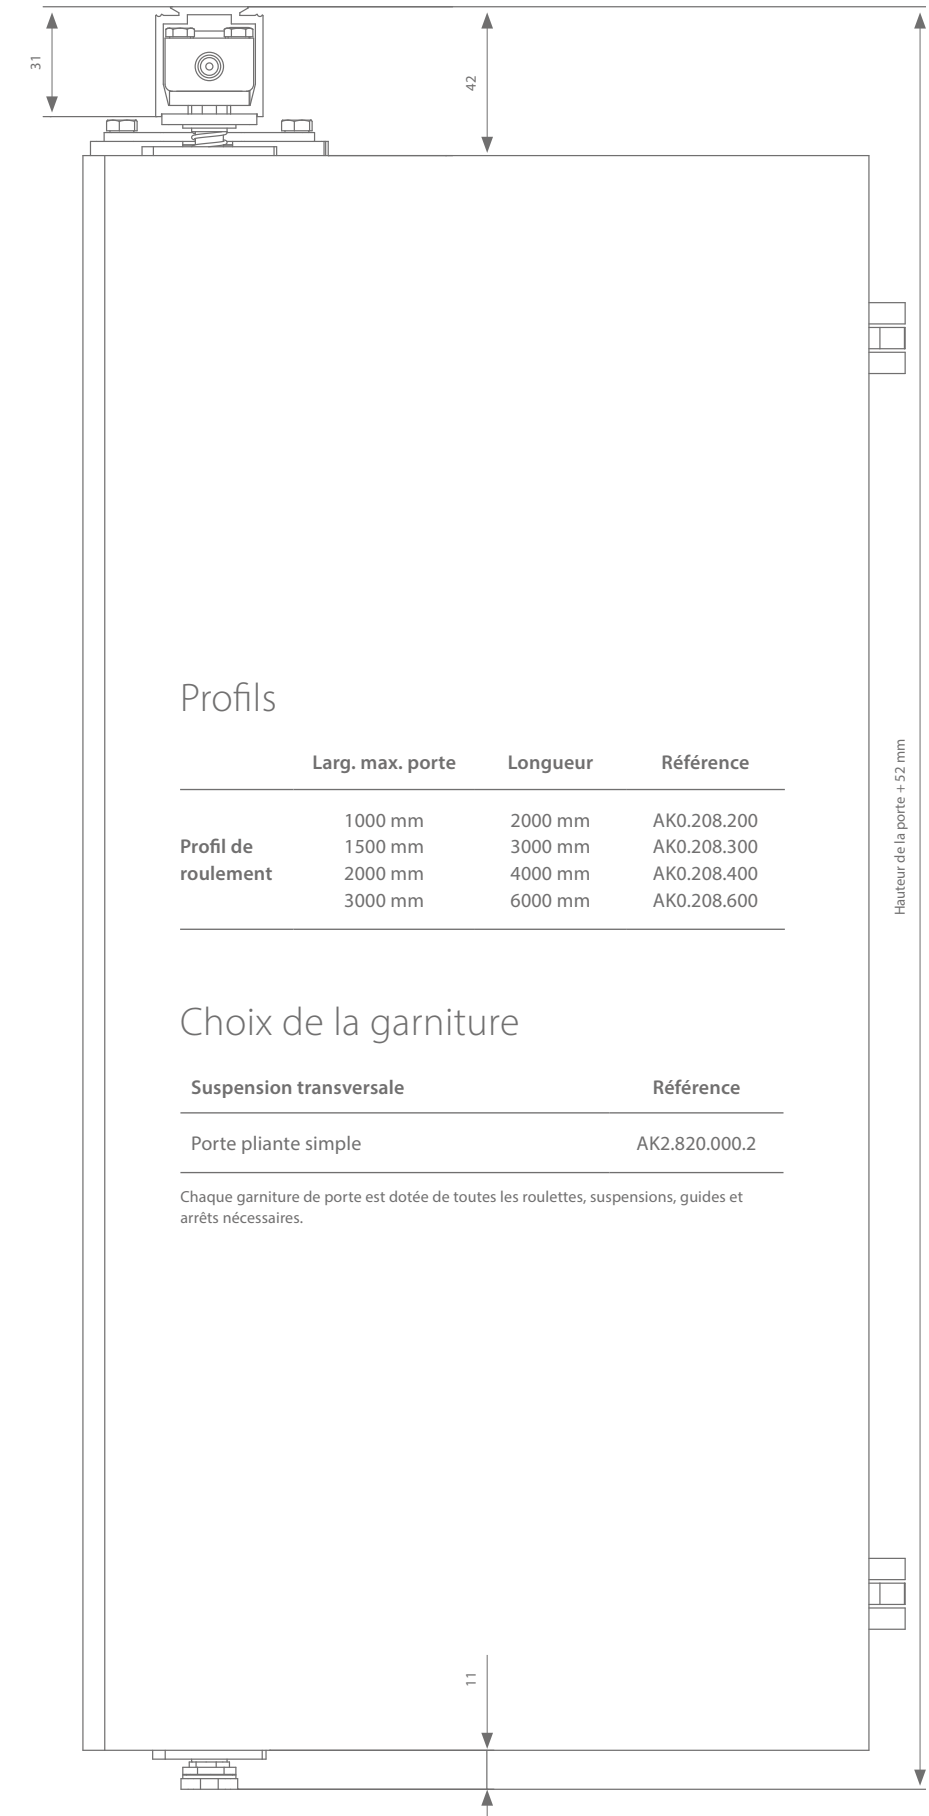 31
42
Profils
Larg. max. porte Longueur Référence
1000 mm 2000 mm AK0.208.200
Profil de 1500 mm 3000 mm AK0.208.300
roulement 2000 mm 4000 mm AK0.208.400
3000 mm 6000 mm AK0.208.600
Hauteur de la porte + 52 mm
Choix de la garniture
Suspension transversale Référence
Porte pliante simple AK2.820.000.2
Chaque garniture de porte est dotée de toutes les roulettes, suspensions, guides et
arrêts nécessaires.
11